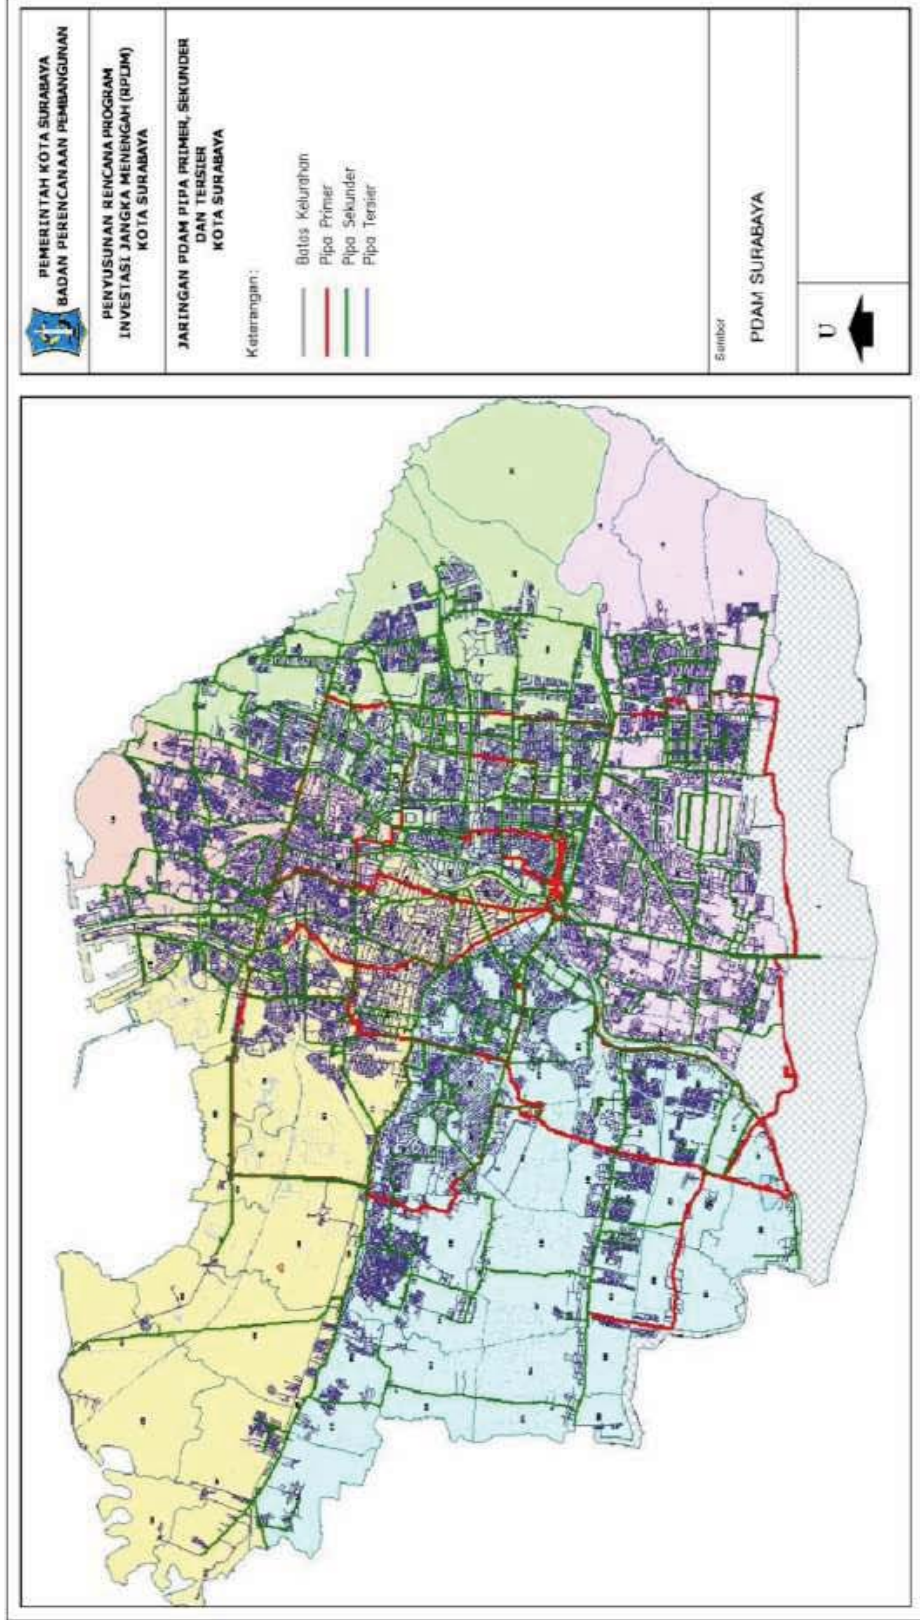 PEMERINTAH KOTA SURABAYA
BADAN PERENCANAAN PEMBANGUNAN
PENYUSUNAN RENCANA PROGRAM
INVESTASI JANGKA MENENGAH (RPIJM)
KOTA SURABAYA
JARINGAN PDAM PIPA PRIMER, SEKUNDER
DAN TERSIER
KOTA SURABAYA
Keterangan :
Batas Kelurahan
Pipa Primer
Pipa Sekunder
Pipa Tersier
Sumber
PDAM SURABAYA
U